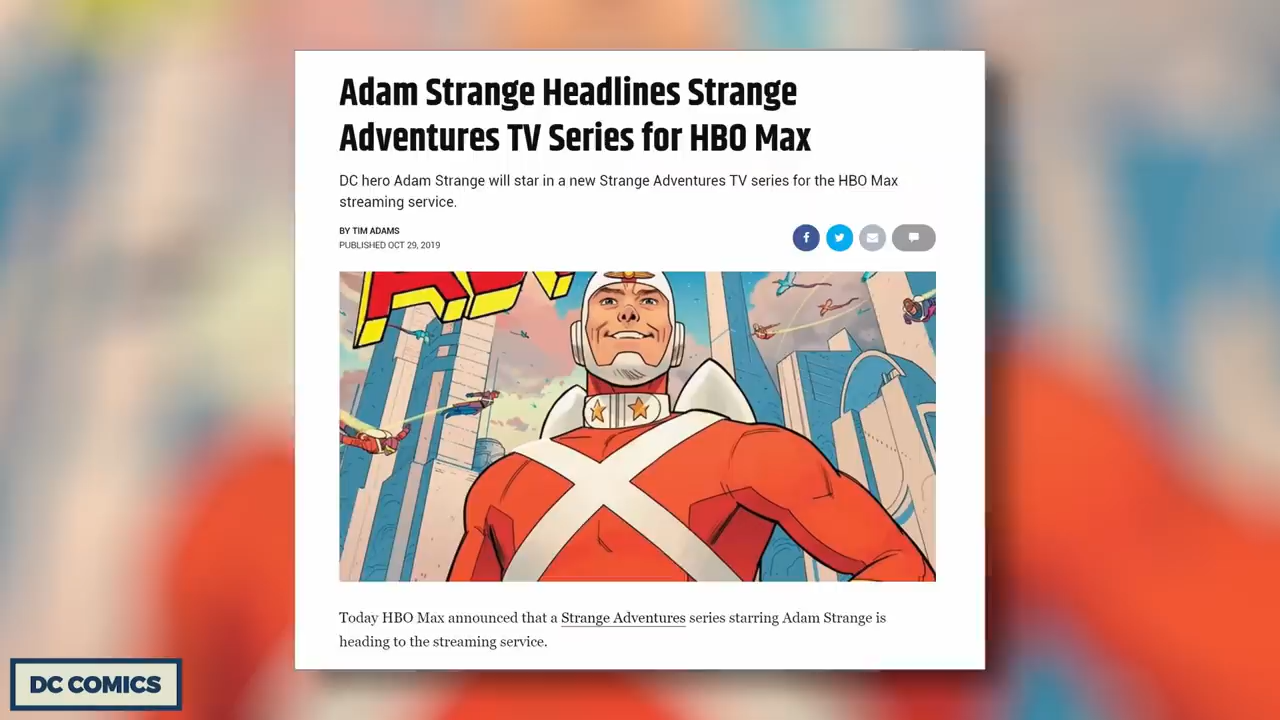 Adam Strange Headlines Strange
Adventures TV Series for HBO Max
DC hero Adam Strange will star in a new Strange Adventures TV series for the HBO Max
streaming service.
BY TIM ADAMS
PUBLISHED OCT 29, 2019
Today HBO Max announced that a Strange Adventures series starring Adam Strange is
heading to the streaming service.
DC COMICS